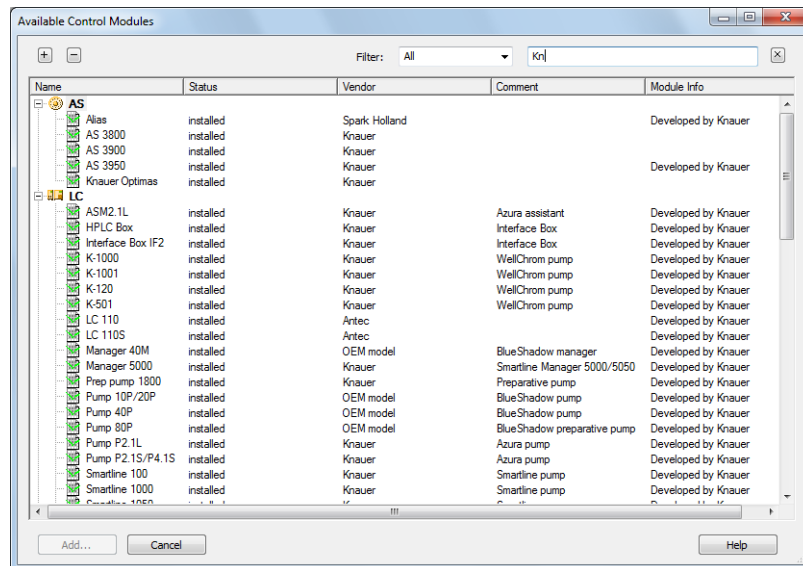 Available Control Modules
Filter: All Kn
Name Status Vendor Comment Module Info
AS
Alias installed Spark Holland Developed by Knauer
AS 3800 installed Knauer
AS 3900 installed Knauer
AS 3950 installed Knauer Developed by Knauer
Knauer Optimas installed Knauer
LC
ASM2.1L installed Knauer Azura assistant Developed by Knauer
HPLC Box installed Knauer Interface Box Developed by Knauer
Interface Box IF2 installed Knauer Interface Box Developed by Knauer
K-1000 installed Knauer WellChrom pump Developed by Knauer
K-1001 installed Knauer WellChrom pump Developed by Knauer
K-120 installed Knauer WellChrom pump Developed by Knauer
K-501 installed Knauer WellChrom pump Developed by Knauer
LC 110 installed Antec Developed by Knauer
LC 110S installed Antec Developed by Knauer
Manager 40M installed OEM model BlueShadow manager Developed by Knauer
Manager 5000 installed Knauer Smartline Manager 5000/5050 Developed by Knauer
Prep pump 1800 installed Knauer Preparative pump Developed by Knauer
Pump 10P/20P installed OEM model BlueShadow pump Developed by Knauer
Pump 40P installed OEM model BlueShadow pump Developed by Knauer
Pump 80P installed OEM model BlueShadow preparative pump Developed by Knauer
Pump P2.1L installed Knauer Azura pump Developed by Knauer
Pump P2.1S/P4.1S installed Knauer Azura pump Developed by Knauer
Smartline 100 installed Knauer Smartline pump Developed by Knauer
Smartline 1000 installed Knauer Smartline pump Developed by Knauer
Add... Cancel Help